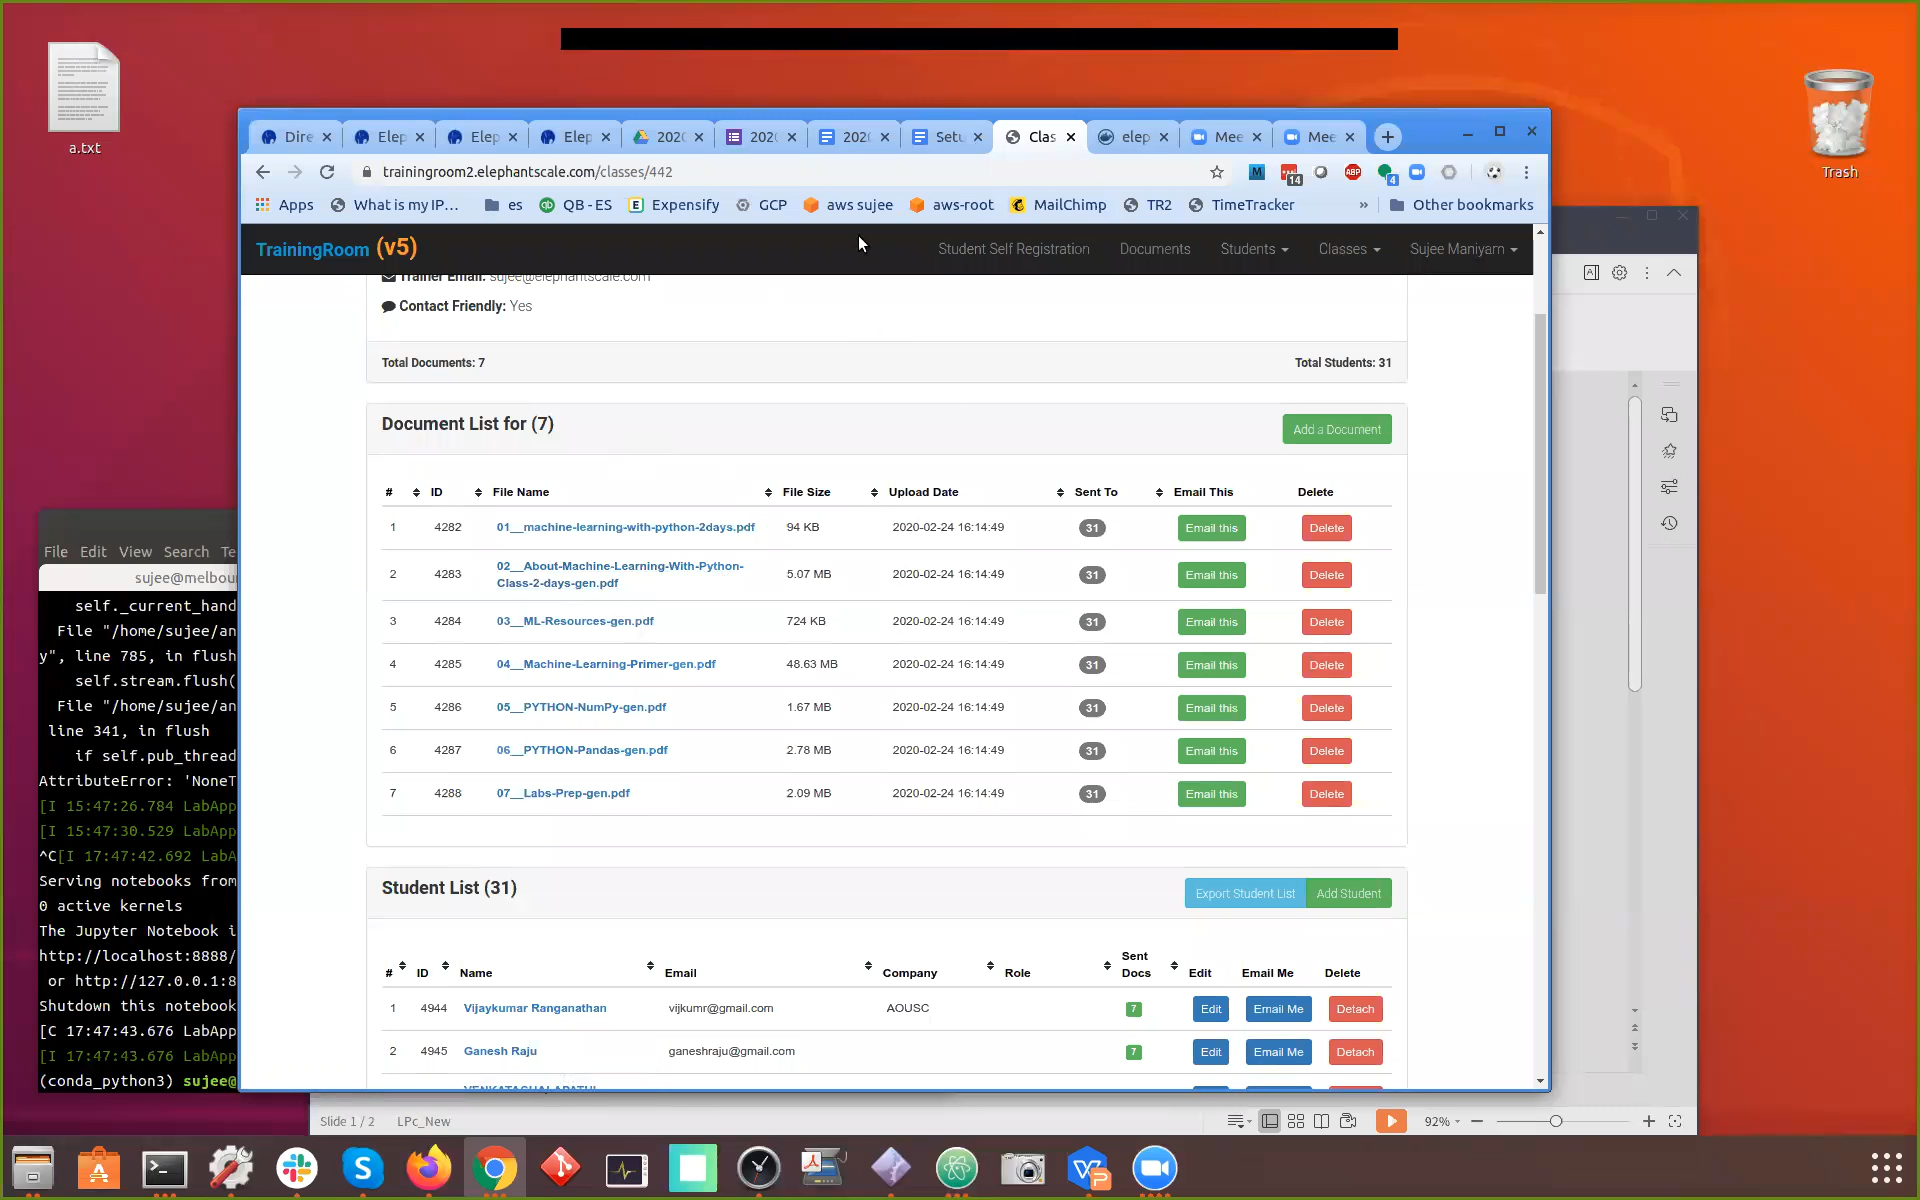 a.txt
Trash
Dire
Elep
Elep
Elep
2020
2020
2020
Setu
Clas
elep
Mee
Mee
trainingroom2.elephantscale.com/classes/442
M
14
ABP
4
Apps
What is my IP...
es
QB - ES
Expensify
GCP
aws sujee
aws-root
MailChimp
TR2
TimeTracker
»
Other bookmarks
TrainingRoom (v5)
Student Self Registration
Documents
Students
Classes
Sujee Maniyam
Trainer Email: sujee@elephantscale.com
Contact Friendly: Yes
Total Documents: 7
Total Students: 31
Document List for (7)
Add a Document
# ID File Name File Size Upload Date Sent To Email This Delete
1 4282 01__machine-learning-with-python-2days.pdf 94 KB 2020-02-24 16:14:49 31 Email this Delete
2 4283 02__About-Machine-Learning-With-Python-Class-2-days-gen.pdf 5.07 MB 2020-02-24 16:14:49 31 Email this Delete
3 4284 03__ML-Resources-gen.pdf 724 KB 2020-02-24 16:14:49 31 Email this Delete
4 4285 04__Machine-Learning-Primer-gen.pdf 48.63 MB 2020-02-24 16:14:49 31 Email this Delete
5 4286 05__PYTHON-NumPy-gen.pdf 1.67 MB 2020-02-24 16:14:49 31 Email this Delete
6 4287 06__PYTHON-Pandas-gen.pdf 2.78 MB 2020-02-24 16:14:49 31 Email this Delete
7 4288 07__Labs-Prep-gen.pdf 2.09 MB 2020-02-24 16:14:49 31 Email this Delete
Student List (31)
Export Student List
Add Student
# ID Name Email Company Role Sent Docs Edit Email Me Delete
1 4944 Vijaykumar Ranganathan vijkumr@gmail.com AOUSC 7 Edit Email Me Detach
2 4945 Ganesh Raju ganeshraju@gmail.com 7 Edit Email Me Detach
File Edit View Search Te
sujee@melbou
self._current_hand
File "/home/sujee/an
y", line 785, in flush
self.stream.flush(
File "/home/sujee/an
line 341, in flush
if self.pub_thread
AttributeError: 'NoneT
[I 15:47:26.784 LabApp
[I 15:47:30.529 LabApp
^C[I 17:47:42.692 LabA
Serving notebooks from
0 active kernels
The Jupyter Notebook i
http://localhost:8888/
or http://127.0.0.1:8
Shutdown this notebook
[C 17:47:43.676 LabApp
[I 17:47:43.676 LabApp
(conda_python3) sujee@
Slide 1 / 2
LPc_New
92%